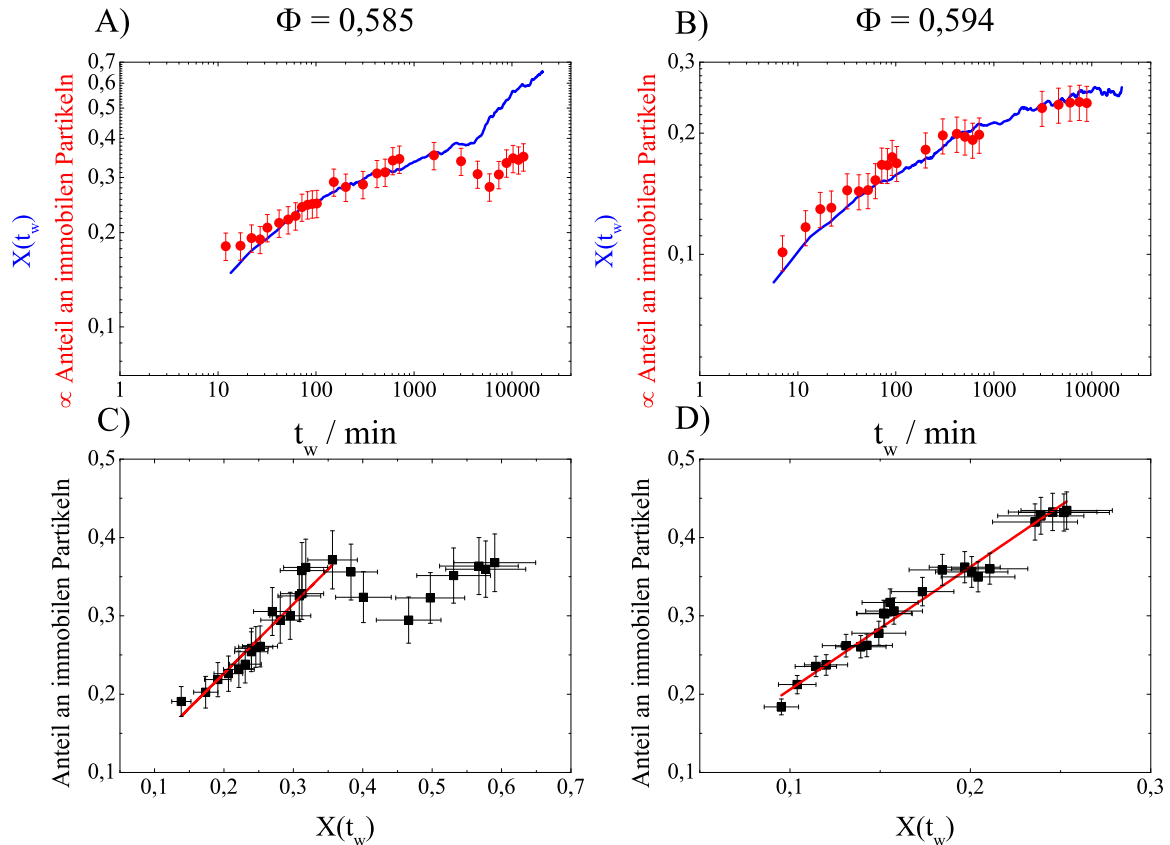 A)
Φ = 0,585
B)
Φ = 0,594
X(t_w)
∝ Anteil an immobilen Partikeln
0,7
0,6
0,5
0,4
0,3
0,2
0,1
1 10 100 1000 10000
t_w / min
X(t_w)
∝ Anteil an immobilen Partikeln
0,3
0,2
0,1
1 10 100 1000 10000
t_w / min
C)
Anteil an immobilen Partikeln
0,5
0,4
0,3
0,2
0,1
0,1 0,2 0,3 0,4 0,5 0,6 0,7
X(t_w)
D)
Anteil an immobilen Partikeln
0,5
0,4
0,3
0,2
0,1
0,1 0,2 0,3
X(t_w)